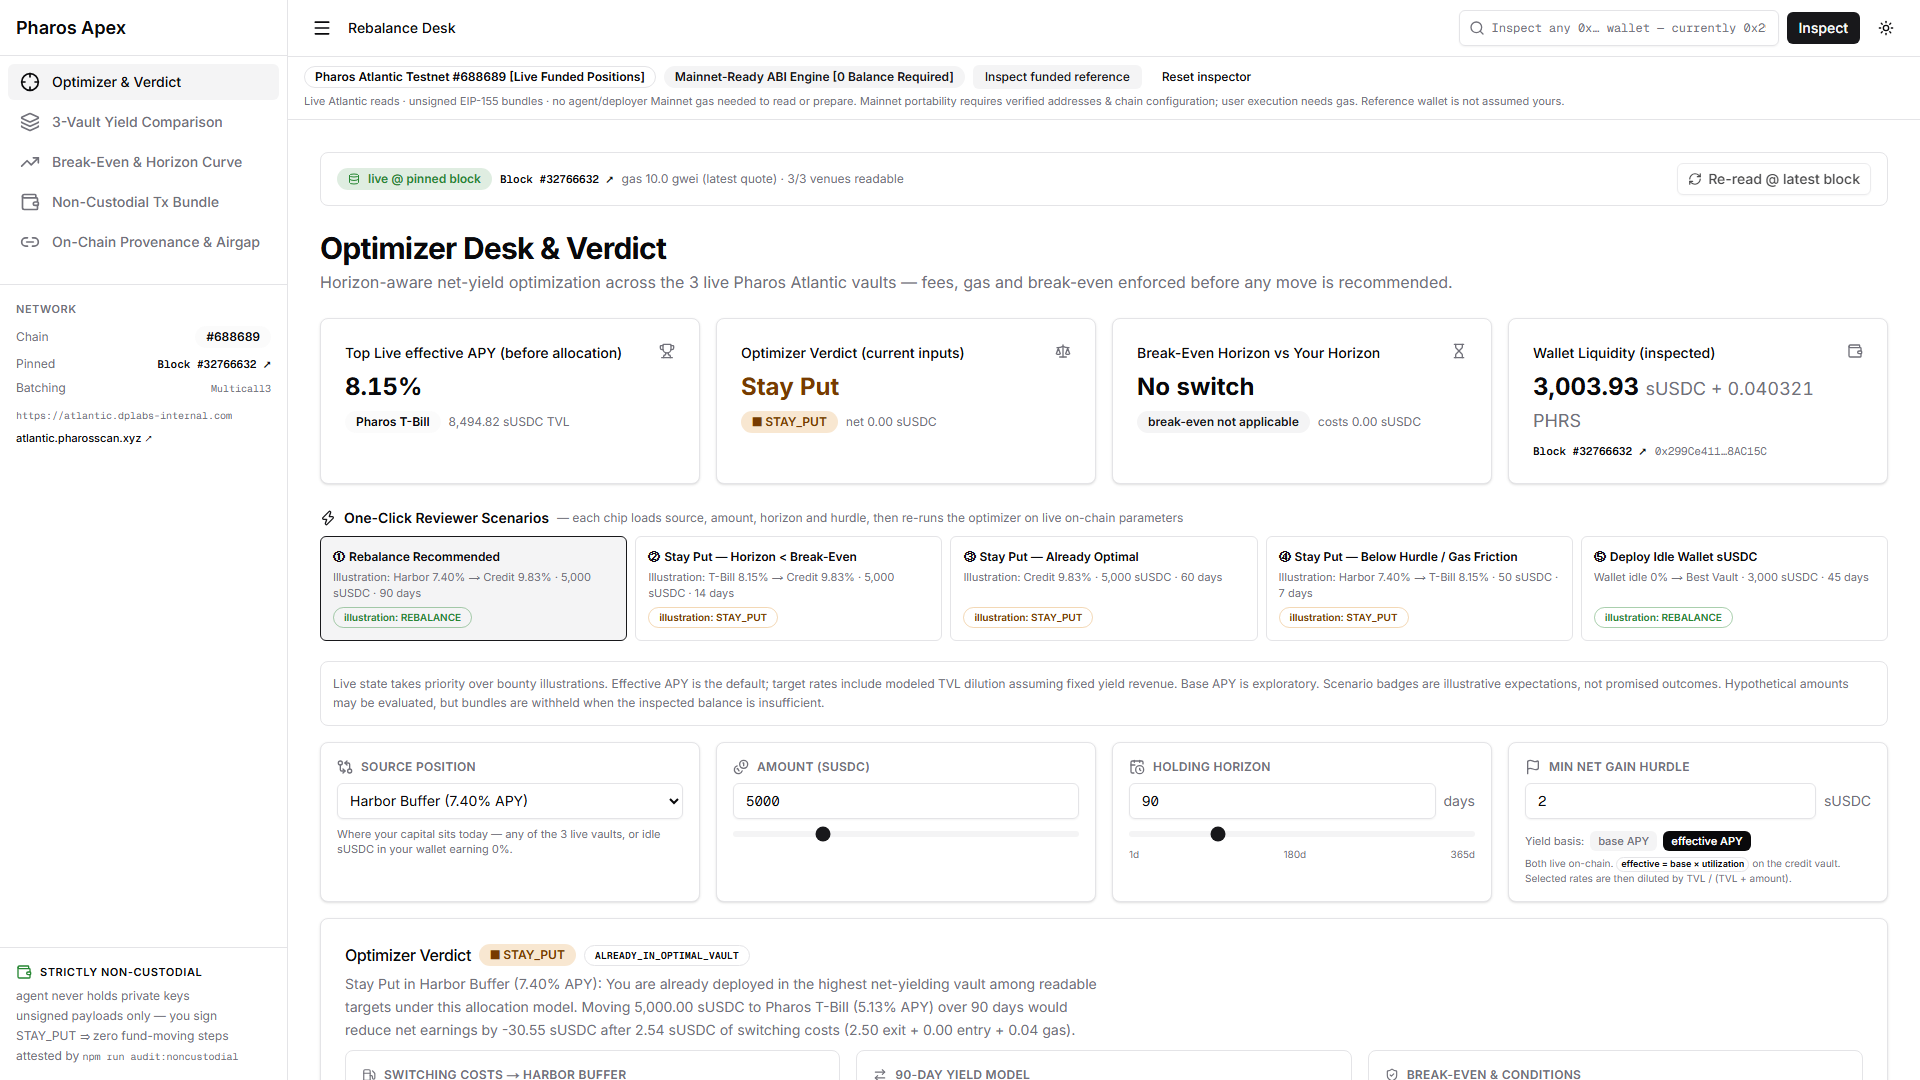 Pharos Apex
Rebalance Desk
Inspect any 0x… wallet — currently 0x2
Inspect
Optimizer & Verdict
3-Vault Yield Comparison
Break-Even & Horizon Curve
Non-Custodial Tx Bundle
On-Chain Provenance & Airgap
NETWORK
Chain #688689
Pinned Block #32766632 ↗
Batching Multicall3
https://atlantic.dplabs-internal.com
atlantic.pharosscan.xyz ↗
STRICTLY NON-CUSTODIAL
agent never holds private keys
unsigned payloads only — you sign
STAY_PUT ⇒ zero fund-moving steps
attested by npm run audit:noncustodial
Pharos Atlantic Testnet #688689 [Live Funded Positions] Mainnet-Ready ABI Engine [0 Balance Required] Inspect funded reference Reset inspector
Live Atlantic reads · unsigned EIP-155 bundles · no agent/deployer Mainnet gas needed to read or prepare. Mainnet portability requires verified addresses & chain configuration; user execution needs gas. Reference wallet is not assumed yours.
live @ pinned block Block #32766632 ↗ gas 10.0 gwei (latest quote) · 3/3 venues readable
Re-read @ latest block
Optimizer Desk & Verdict
Horizon-aware net-yield optimization across the 3 live Pharos Atlantic vaults — fees, gas and break-even enforced before any move is recommended.
Top Live effective APY (before allocation)
8.15%
Pharos T-Bill 8,494.82 sUSDC TVL
Optimizer Verdict (current inputs)
Stay Put
STAY_PUT net 0.00 sUSDC
Break-Even Horizon vs Your Horizon
No switch
break-even not applicable costs 0.00 sUSDC
Wallet Liquidity (inspected)
3,003.93 sUSDC + 0.040321
PHRS
Block #32766632 ↗ 0x299Ce411…8AC15C
One-Click Reviewer Scenarios — each chip loads source, amount, horizon and hurdle, then re-runs the optimizer on live on-chain parameters
① Rebalance Recommended
Illustration: Harbor 7.40% → Credit 9.83% · 5,000
sUSDC · 90 days
illustration: REBALANCE
② Stay Put — Horizon < Break-Even
Illustration: T-Bill 8.15% → Credit 9.83% · 5,000
sUSDC · 14 days
illustration: STAY_PUT
③ Stay Put — Already Optimal
Illustration: Credit 9.83% · 5,000 sUSDC · 60 days
illustration: STAY_PUT
④ Stay Put — Below Hurdle / Gas Friction
Illustration: Harbor 7.40% → T-Bill 8.15% · 50 sUSDC ·
7 days
illustration: STAY_PUT
⑤ Deploy Idle Wallet sUSDC
Wallet idle 0% → Best Vault · 3,000 sUSDC · 45 days
illustration: REBALANCE
Live state takes priority over bounty illustrations. Effective APY is the default; target rates include modeled TVL dilution assuming fixed yield revenue. Base APY is exploratory. Scenario badges are illustrative expectations, not promised outcomes. Hypothetical amounts
may be evaluated, but bundles are withheld when the inspected balance is insufficient.
SOURCE POSITION
Harbor Buffer (7.40% APY)
Where your capital sits today — any of the 3 live vaults, or idle
sUSDC in your wallet earning 0%.
AMOUNT (SUSDC)
5000
HOLDING HORIZON
90 days
1d 180d 365d
MIN NET GAIN HURDLE
2 sUSDC
Yield basis: base APY effective APY
Both live on-chain. effective = base × utilization on the credit vault.
Selected rates are then diluted by TVL / (TVL + amount).
Optimizer Verdict STAY_PUT ALREADY_IN_OPTIMAL_VAULT
Stay Put in Harbor Buffer (7.40% APY): You are already deployed in the highest net-yielding vault among readable
targets under this allocation model. Moving 5,000.00 sUSDC to Pharos T-Bill (5.13% APY) over 90 days would
reduce net earnings by -30.55 sUSDC after 2.54 sUSDC of switching costs (2.50 exit + 0.00 entry + 0.04 gas).
SWITCHING COSTS → HARBOR BUFFER
90-DAY YIELD MODEL
BREAK-EVEN & CONDITIONS